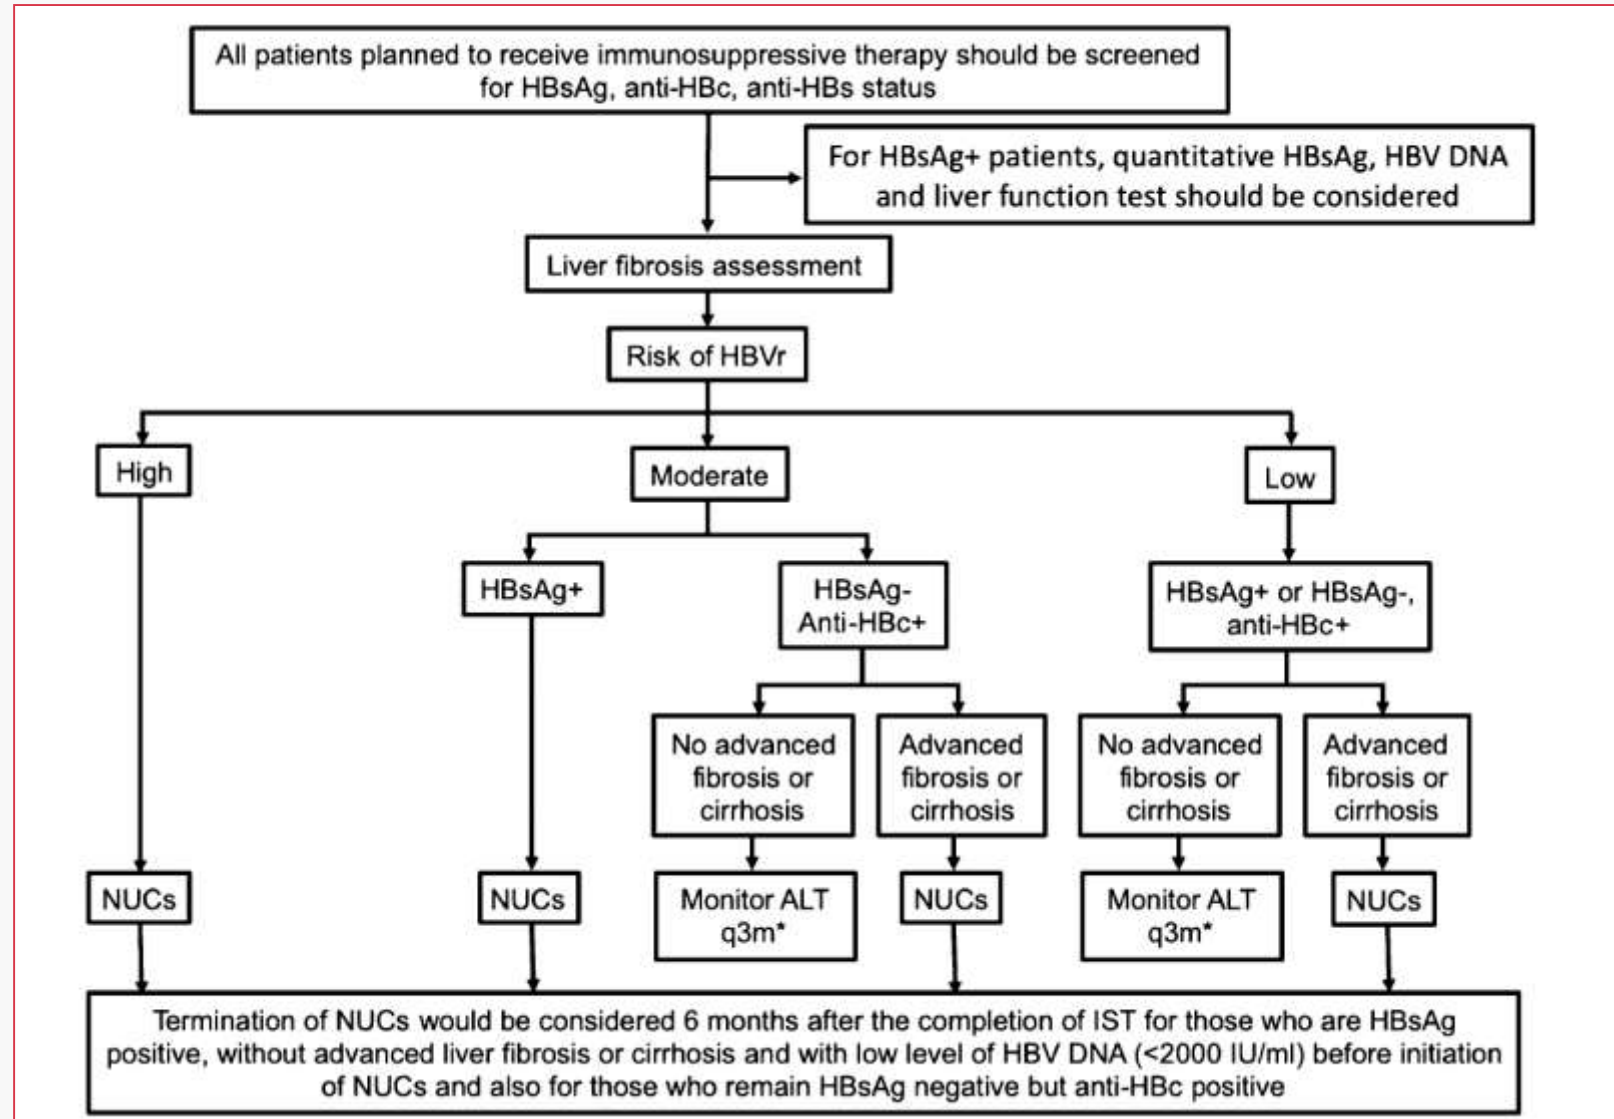 All patients planned to receive immunosuppressive therapy should be screened
for HBsAg, anti-HBc, anti-HBs status
For HBsAg+ patients, quantitative HBsAg, HBV DNA
and liver function test should be considered
Liver fibrosis assessment
Risk of HBVr
High
Moderate
Low
HBsAg+
HBsAg-
Anti-HBc+
HBsAg+ or HBsAg-,
anti-HBc+
No advanced
fibrosis or
cirrhosis
Advanced
fibrosis or
cirrhosis
No advanced
fibrosis or
cirrhosis
Advanced
fibrosis or
cirrhosis
NUCs
NUCs
Monitor ALT
q3m*
NUCs
Monitor ALT
q3m*
NUCs
Termination of NUCs would be considered 6 months after the completion of IST for those who are HBsAg
positive, without advanced liver fibrosis or cirrhosis and with low level of HBV DNA (<2000 IU/ml) before initiation
of NUCs and also for those who remain HBsAg negative but anti-HBc positive